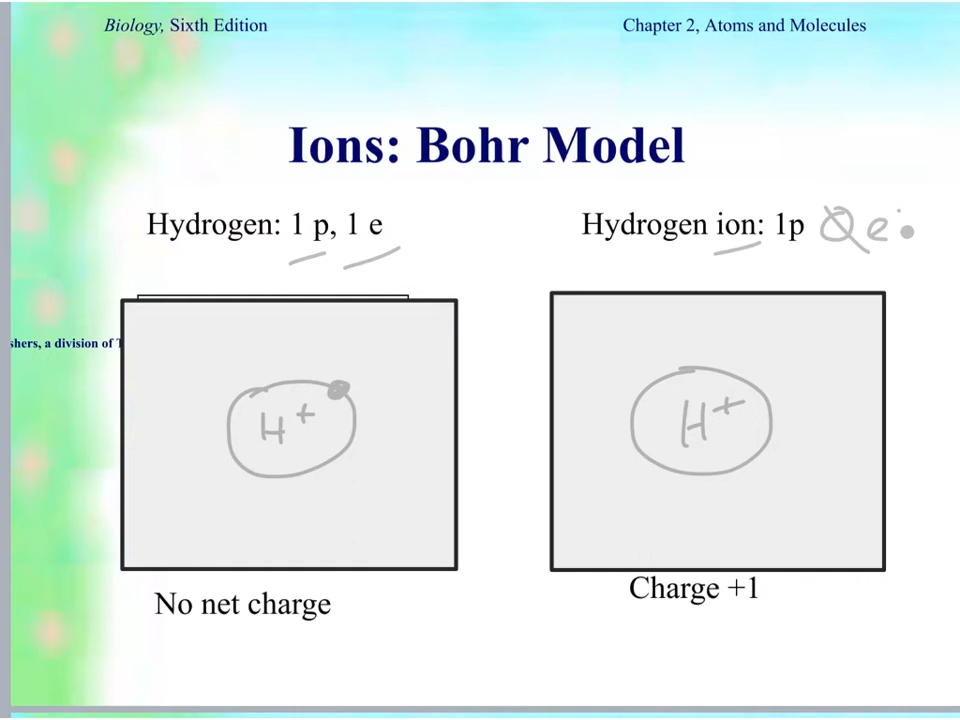 Biology, Sixth Edition
Chapter 2, Atoms and Molecules
Ions: Bohr Model
Hydrogen: 1 p, 1 e
Hydrogen ion: 1p e
shers, a division of
H+
H+
No net charge
Charge +1